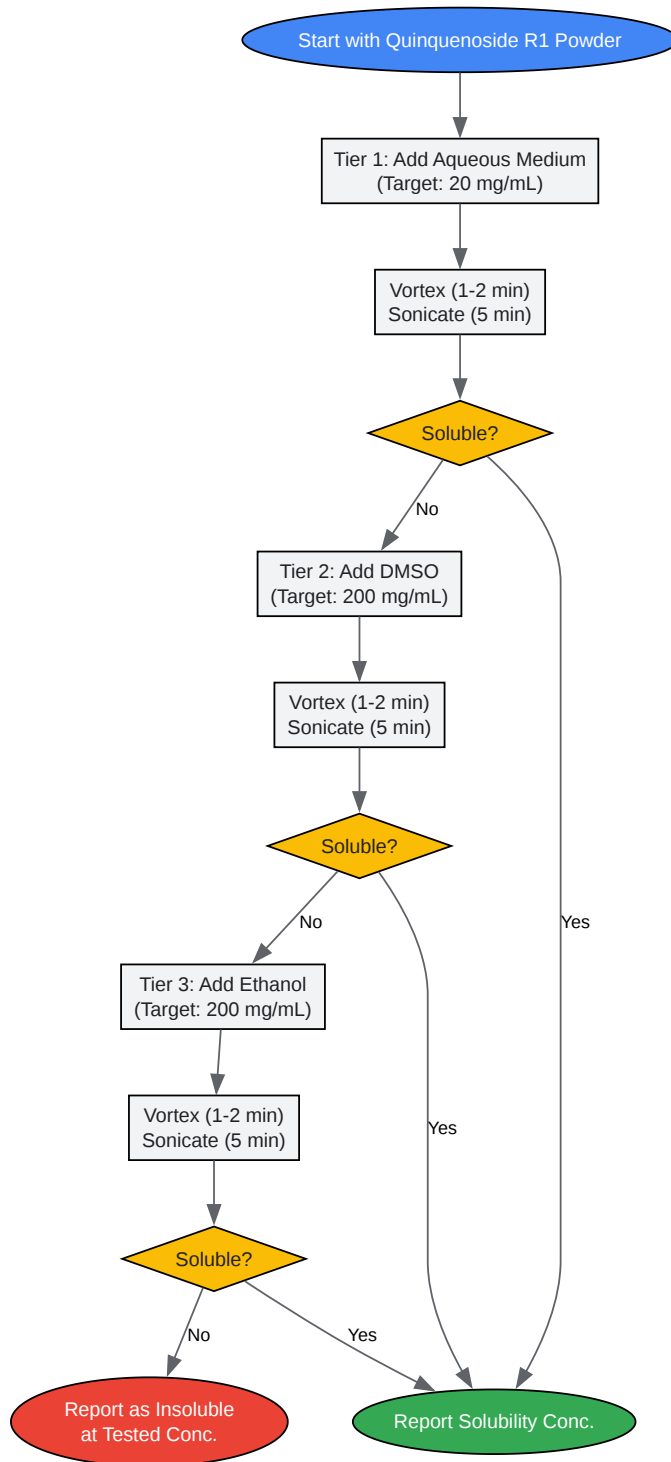 Start with Quinquenoside R1 Powder
Tier 1: Add Aqueous Medium
(Target: 20 mg/mL)
Vortex (1-2 min)
Sonicate (5 min)
Soluble?
No
Tier 2: Add DMSO
(Target: 200 mg/mL)
Vortex (1-2 min)
Sonicate (5 min)
Soluble?
No
Yes
Tier 3: Add Ethanol
(Target: 200 mg/mL)
Vortex (1-2 min)
Sonicate (5 min)
Yes
Soluble?
No
Yes
Report as Insoluble
at Tested Conc.
Report Solubility Conc.